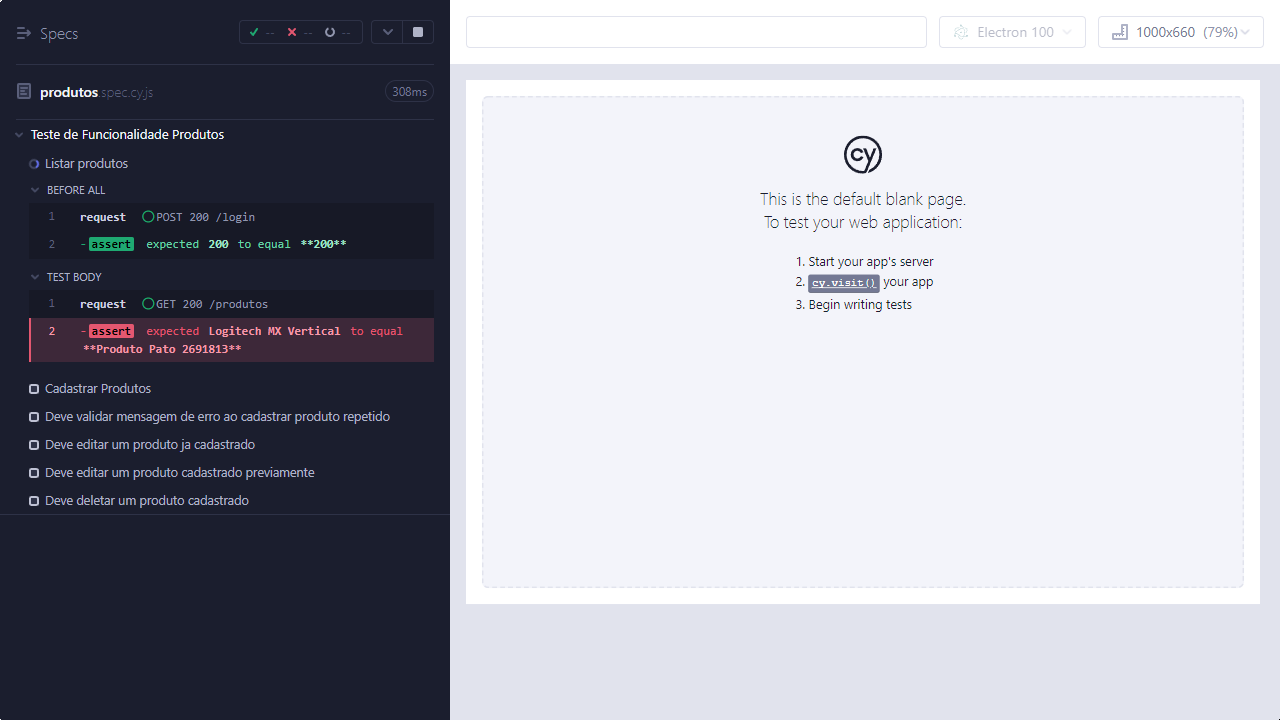 Specs
-- -- --
produtos.spec.cy.js
308ms
Teste de Funcionalidade Produtos
Listar produtos
BEFORE ALL
1 request POST 200 /login
2 -assert expected 200 to equal **200**
TEST BODY
1 request GET 200 /produtos
2 -assert expected Logitech MX Vertical to equal
**Produto Pato 2691813**
Cadastrar Produtos
Deve validar mensagem de erro ao cadastrar produto repetido
Deve editar um produto ja cadastrado
Deve editar um produto cadastrado previamente
Deve deletar um produto cadastrado
Electron 100
1000x660 (79%)
cy
This is the default blank page.
To test your web application:
1. Start your app's server
2. cy.visit() your app
3. Begin writing tests